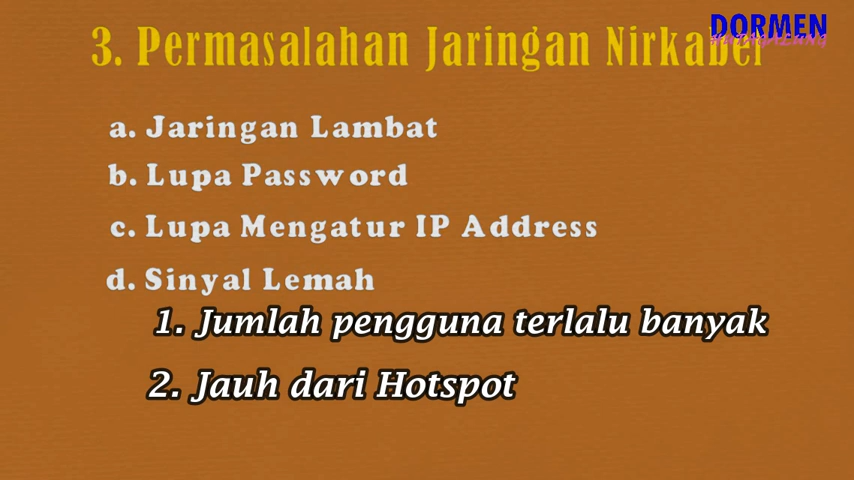 DORMEN
3. Permasalahan Jaringan Nirkabel
a. Jaringan Lambat
b. Lupa Password
c. Lupa Mengatur IP Address
d. Sinyal Lemah
1. Jumlah pengguna terlalu banyak
2. Jauh dari Hotspot